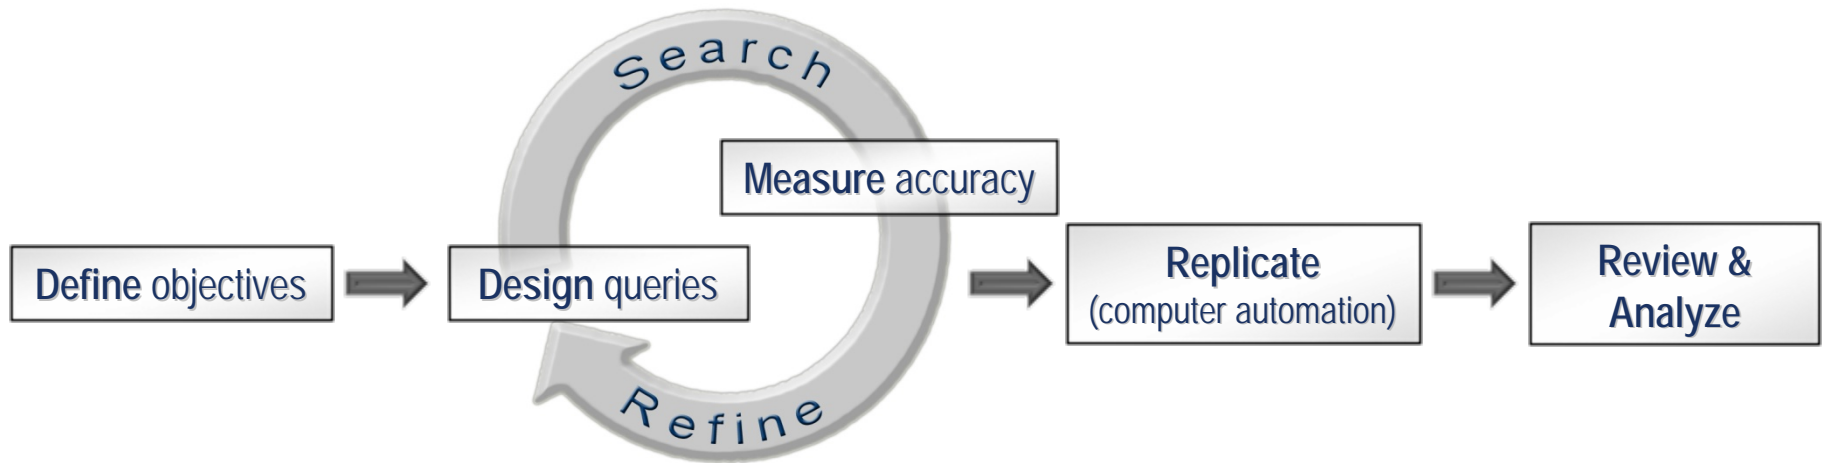 Search
Measure accuracy
Define objectives
Design queries
Replicate
(computer automation)
Review &
Analyze
Refine